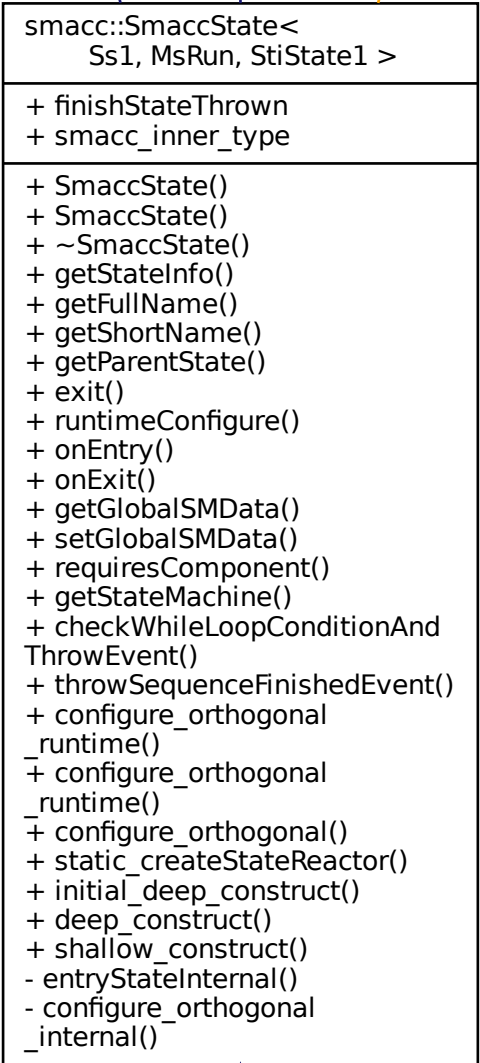 smacc::SmaccState<
Ss1, MsRun, StiState1 >
+ finishStateThrown
+ smacc_inner_type
+ SmaccState()
+ SmaccState()
+ ~SmaccState()
+ getStateInfo()
+ getFullName()
+ getShortName()
+ getParentState()
+ exit()
+ runtimeConfigure()
+ onEntry()
+ onExit()
+ getGlobalSMData()
+ setGlobalSMData()
+ requiresComponent()
+ getStateMachine()
+ checkWhileLoopConditionAnd
ThrowEvent()
+ throwSequenceFinishedEvent()
+ configure_orthogonal
_runtime()
+ configure_orthogonal
_runtime()
+ configure_orthogonal()
+ static_createStateReactor()
+ initial_deep_construct()
+ deep_construct()
+ shallow_construct()
- entryStateInternal()
- configure_orthogonal
_internal()